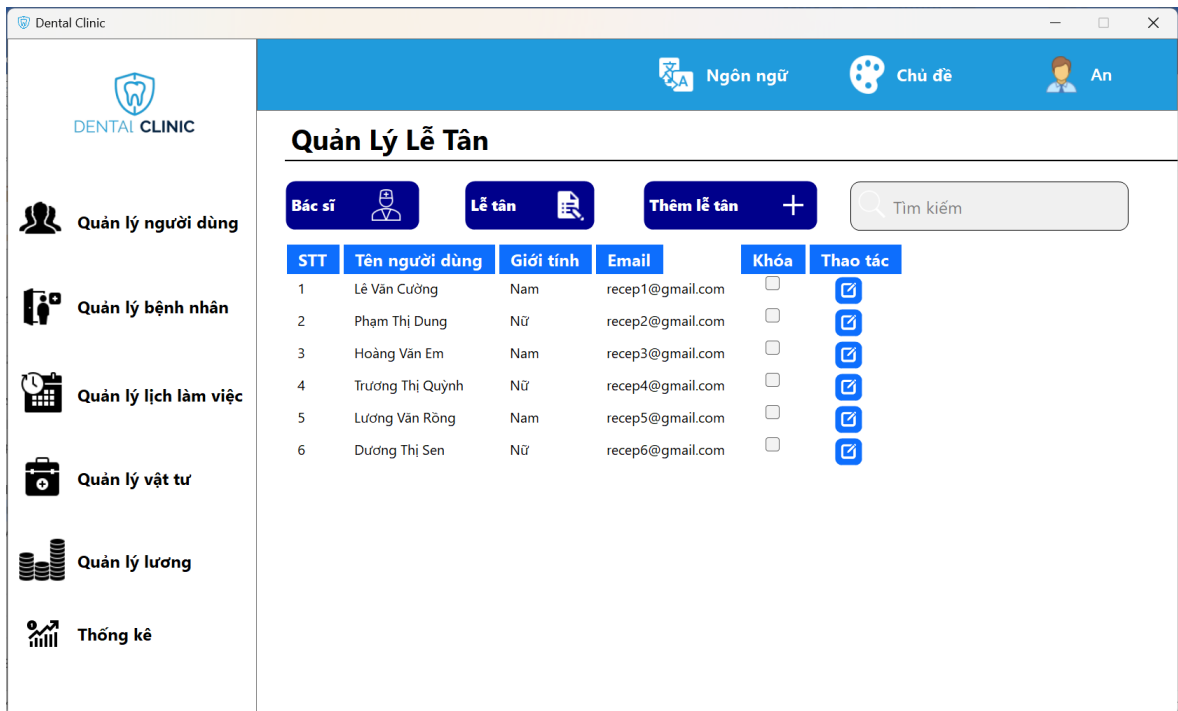 Dental Clinic
DENTAL CLINIC
Ngôn ngữ
Chủ đề
An
Quản lý người dùng
Quản lý bệnh nhân
Quản lý lịch làm việc
Quản lý vật tư
Quản lý lương
Thống kê
Quản Lý Lễ Tân
Bác sĩ Lễ tân Thêm lễ tân Tìm kiếm
STT Tên người dùng Giới tính Email Khóa Thao tác
1 Lê Văn Cường Nam recep1@gmail.com
2 Phạm Thị Dung Nữ recep2@gmail.com
3 Hoàng Văn Em Nam recep3@gmail.com
4 Trương Thị Quỳnh Nữ recep4@gmail.com
5 Lương Văn Rồng Nam recep5@gmail.com
6 Dương Thị Sen Nữ recep6@gmail.com